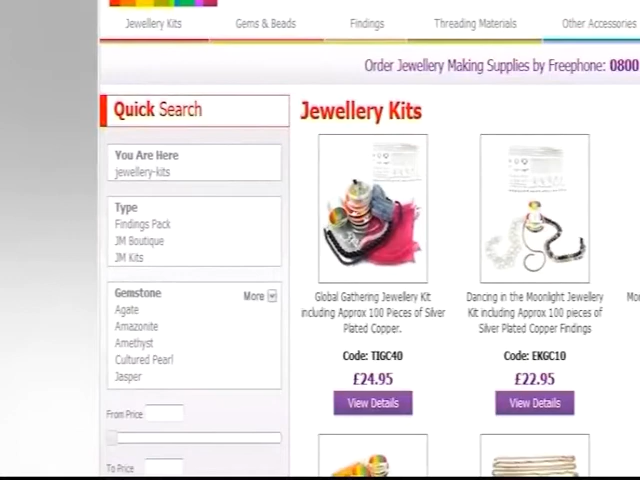 Jewellery Kits
Gems & Beads
Findings
Threading Materials
Other Accessories
Order Jewellery Making Supplies by Freephone: 0800
Quick Search
You Are Here
jewellery-kits
Type
Findings Pack
JM Boutique
JM Kits
Gemstone
More
Agate
Amazonite
Amethyst
Cultured Pearl
Jasper
From Price
To Price
Jewellery Kits
Global Gathering Jewellery Kit
including Approx 100 Pieces of Silver
Plated Copper.
Code: TIGC40
£24.95
View Details
Dancing in the Moonlight Jewellery
Kit including Approx 100 pieces of
Silver Plated Copper Findings
Code: EKGC10
£22.95
View Details